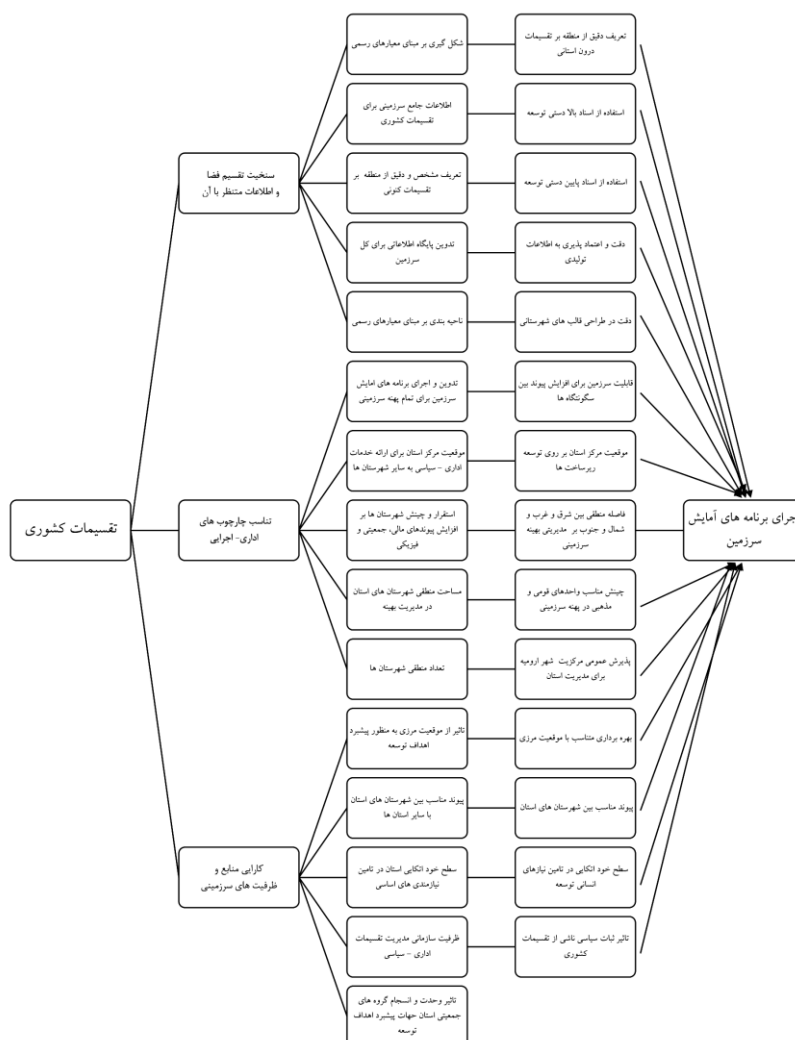 شکل گیری بر مبنای معیارهای رسمی
تعریف دقیق از منطقه بر تقسیمات
درون استانی
اطلاعات جامع سرزمینی برای
تقسیمات کشوری
استفاده از اسناد بالا دستی توسعه
سنخیت تقسیم فضا
و اطلاعات متنظر با آن
تعریف مشخص و دقیق از منطقه بر
تقسیمات کنونی
استفاده از اسناد پایین دستی توسعه
تدوین پایگاه اطلاعاتی برای کل
سرزمین
دقت و اعتماد پذیری به اطلاعات
تولیدی
ناحیه بندی بر مبنای معیارهای رسمی
دقت در طراحی قالب های شهرستانی
تدوین و اجرای برنامه های امایش
سرزمین برای تمام پهنه سرزمینی
قابلیت سرزمین برای افزایش پیوند بین
سگونتگاه ها
موقعیت مرکز استان برای ارائه خدمات
اداری - سیاسی به سایر شهرستان ها
موقعیت مرکز استان بر روی توسعه
زیرساخت ها
تقسیمات کشوری
تناسب چارچوب های
اداری- اجرایی
استقرار و چینش شهرستان ها بر
افزایش پیوندهای مالی، جمعیتی و
فیزیکی
فاصله منطقی بین شرق و غرب و
شمال و جنوب بر مدیریتی بهینه
سرزمینی
اجرای برنامه های آمایش
سرزمین
مساحت منطقی شهرستان های استان
در مدیریت بهینه
چینش مناسب واحدهای قومی و
مذهبی در پهنه سرزمینی
تعداد منطقی شهرستان ها
پذیرش عمومی مرکزیت شهر ارومیه
برای مدیریت استان
تاثیر از موقعیت مرزی به منظور پیشبرد
اهداف توسعه
بهره برداری متناسب با موقعیت مرزی
پیوند مناسب بین شهرستان های استان
با سایر استان ها
پیوند مناسب بین شهرستان های استان
کارایی منابع و
ظرفیت های سرزمینی
سطح خود اتکایی استان در تامین
نیازمندی های اساسی
سطح خود اتکایی در تامین نیازهای
انسانی توسعه
ظرفیت سازمانی مدیریت تقسیمات
اداری - سیاسی
تاثیر ثبات سیاسی ناشی از تقسیمات
کشوری
تاثیر وحدت و انسجام گروه های
جمعیتی استان جهات پیشبرد اهداف
توسعه